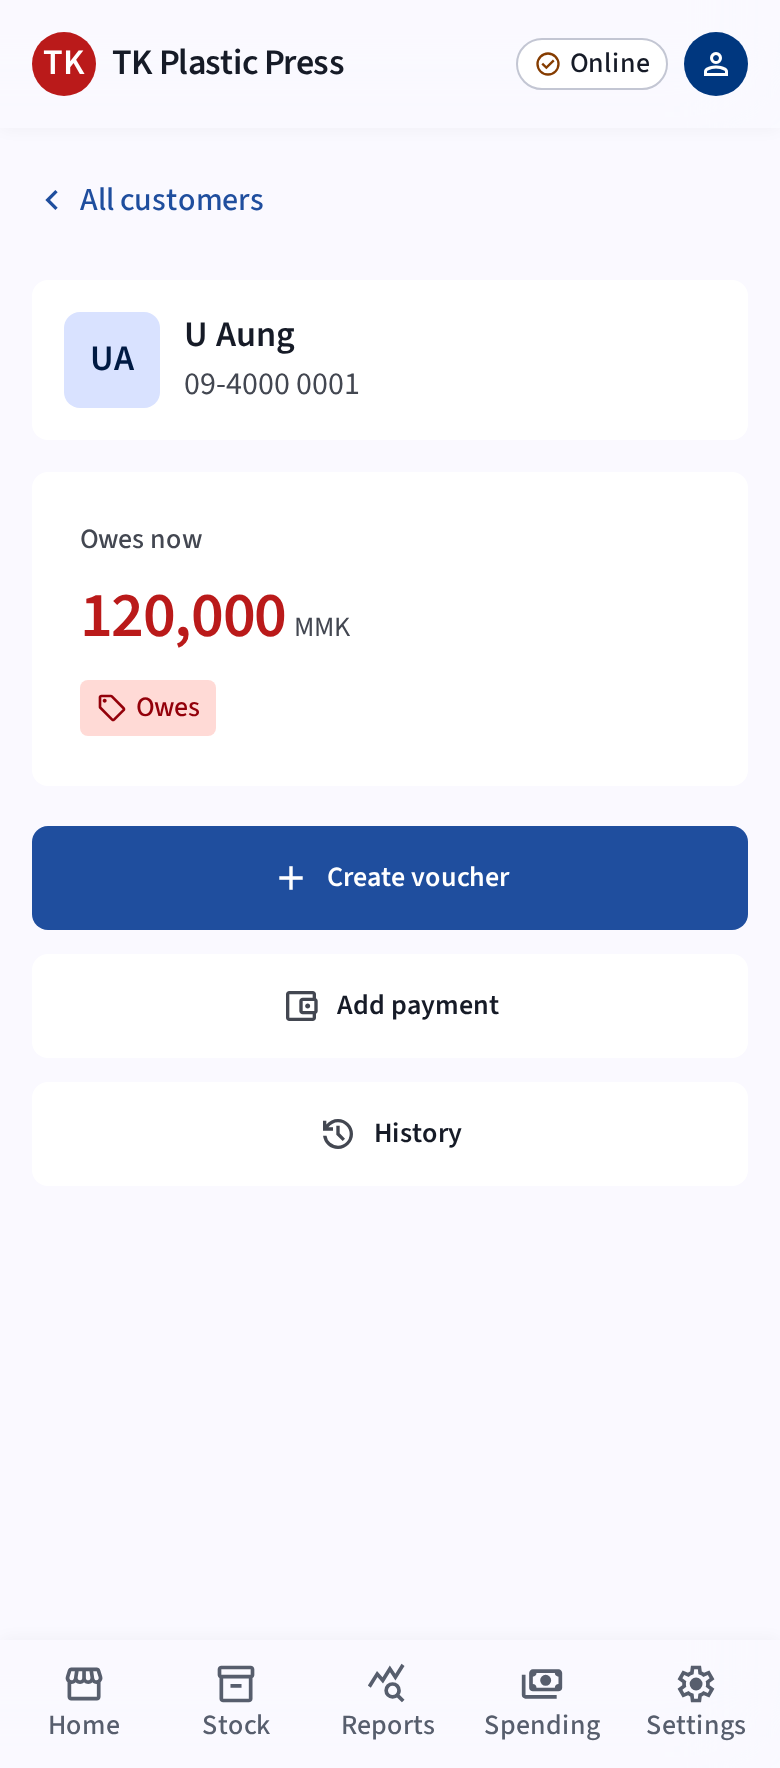 TK TK Plastic Press Online
All customers
UA
U Aung
09-4000 0001
Owes now
120,000 MMK
Owes
Create voucher
Add payment
History
Home Stock Reports Spending Settings